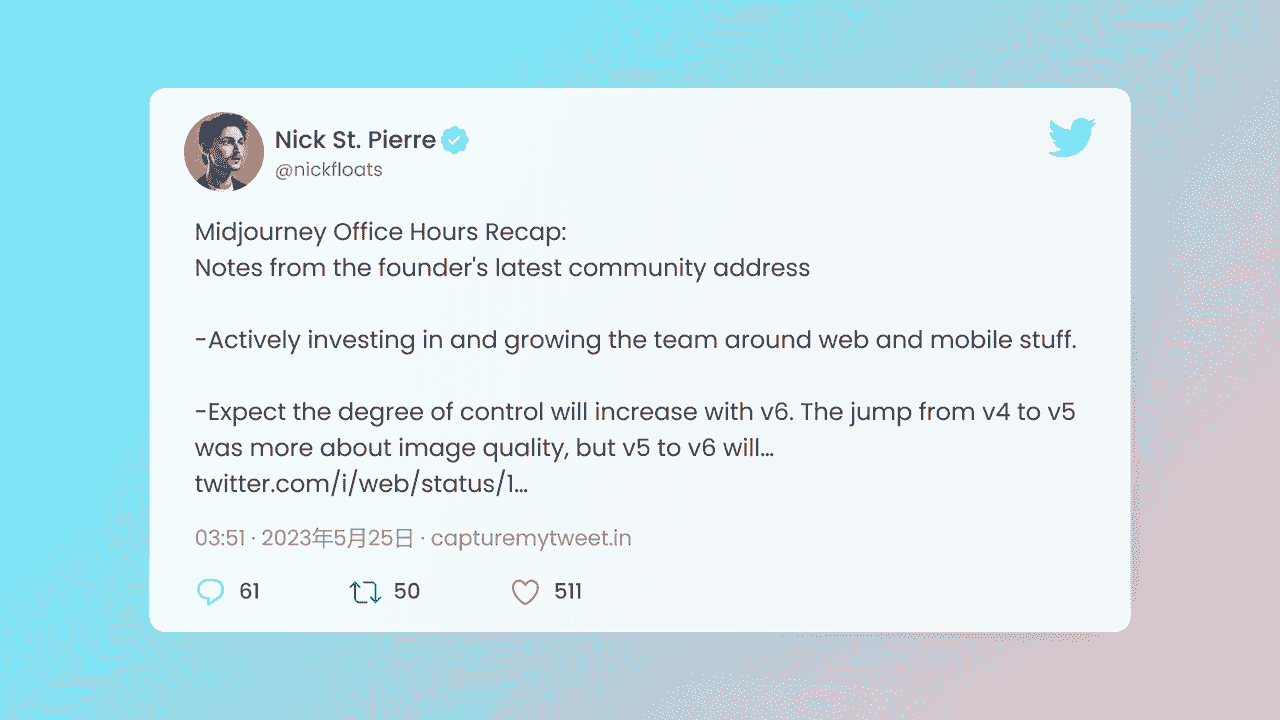 Nick St. Pierre
@nickfloats
Midjourney Office Hours Recap:
Notes from the founder's latest community address
-Actively investing in and growing the team around web and mobile stuff.
-Expect the degree of control will increase with v6. The jump from v4 to v5
was more about image quality, but v5 to v6 will…
twitter.com/i/web/status/1…
03:51 · 2023年5月25日 · capturemytweet.in
61 50 511